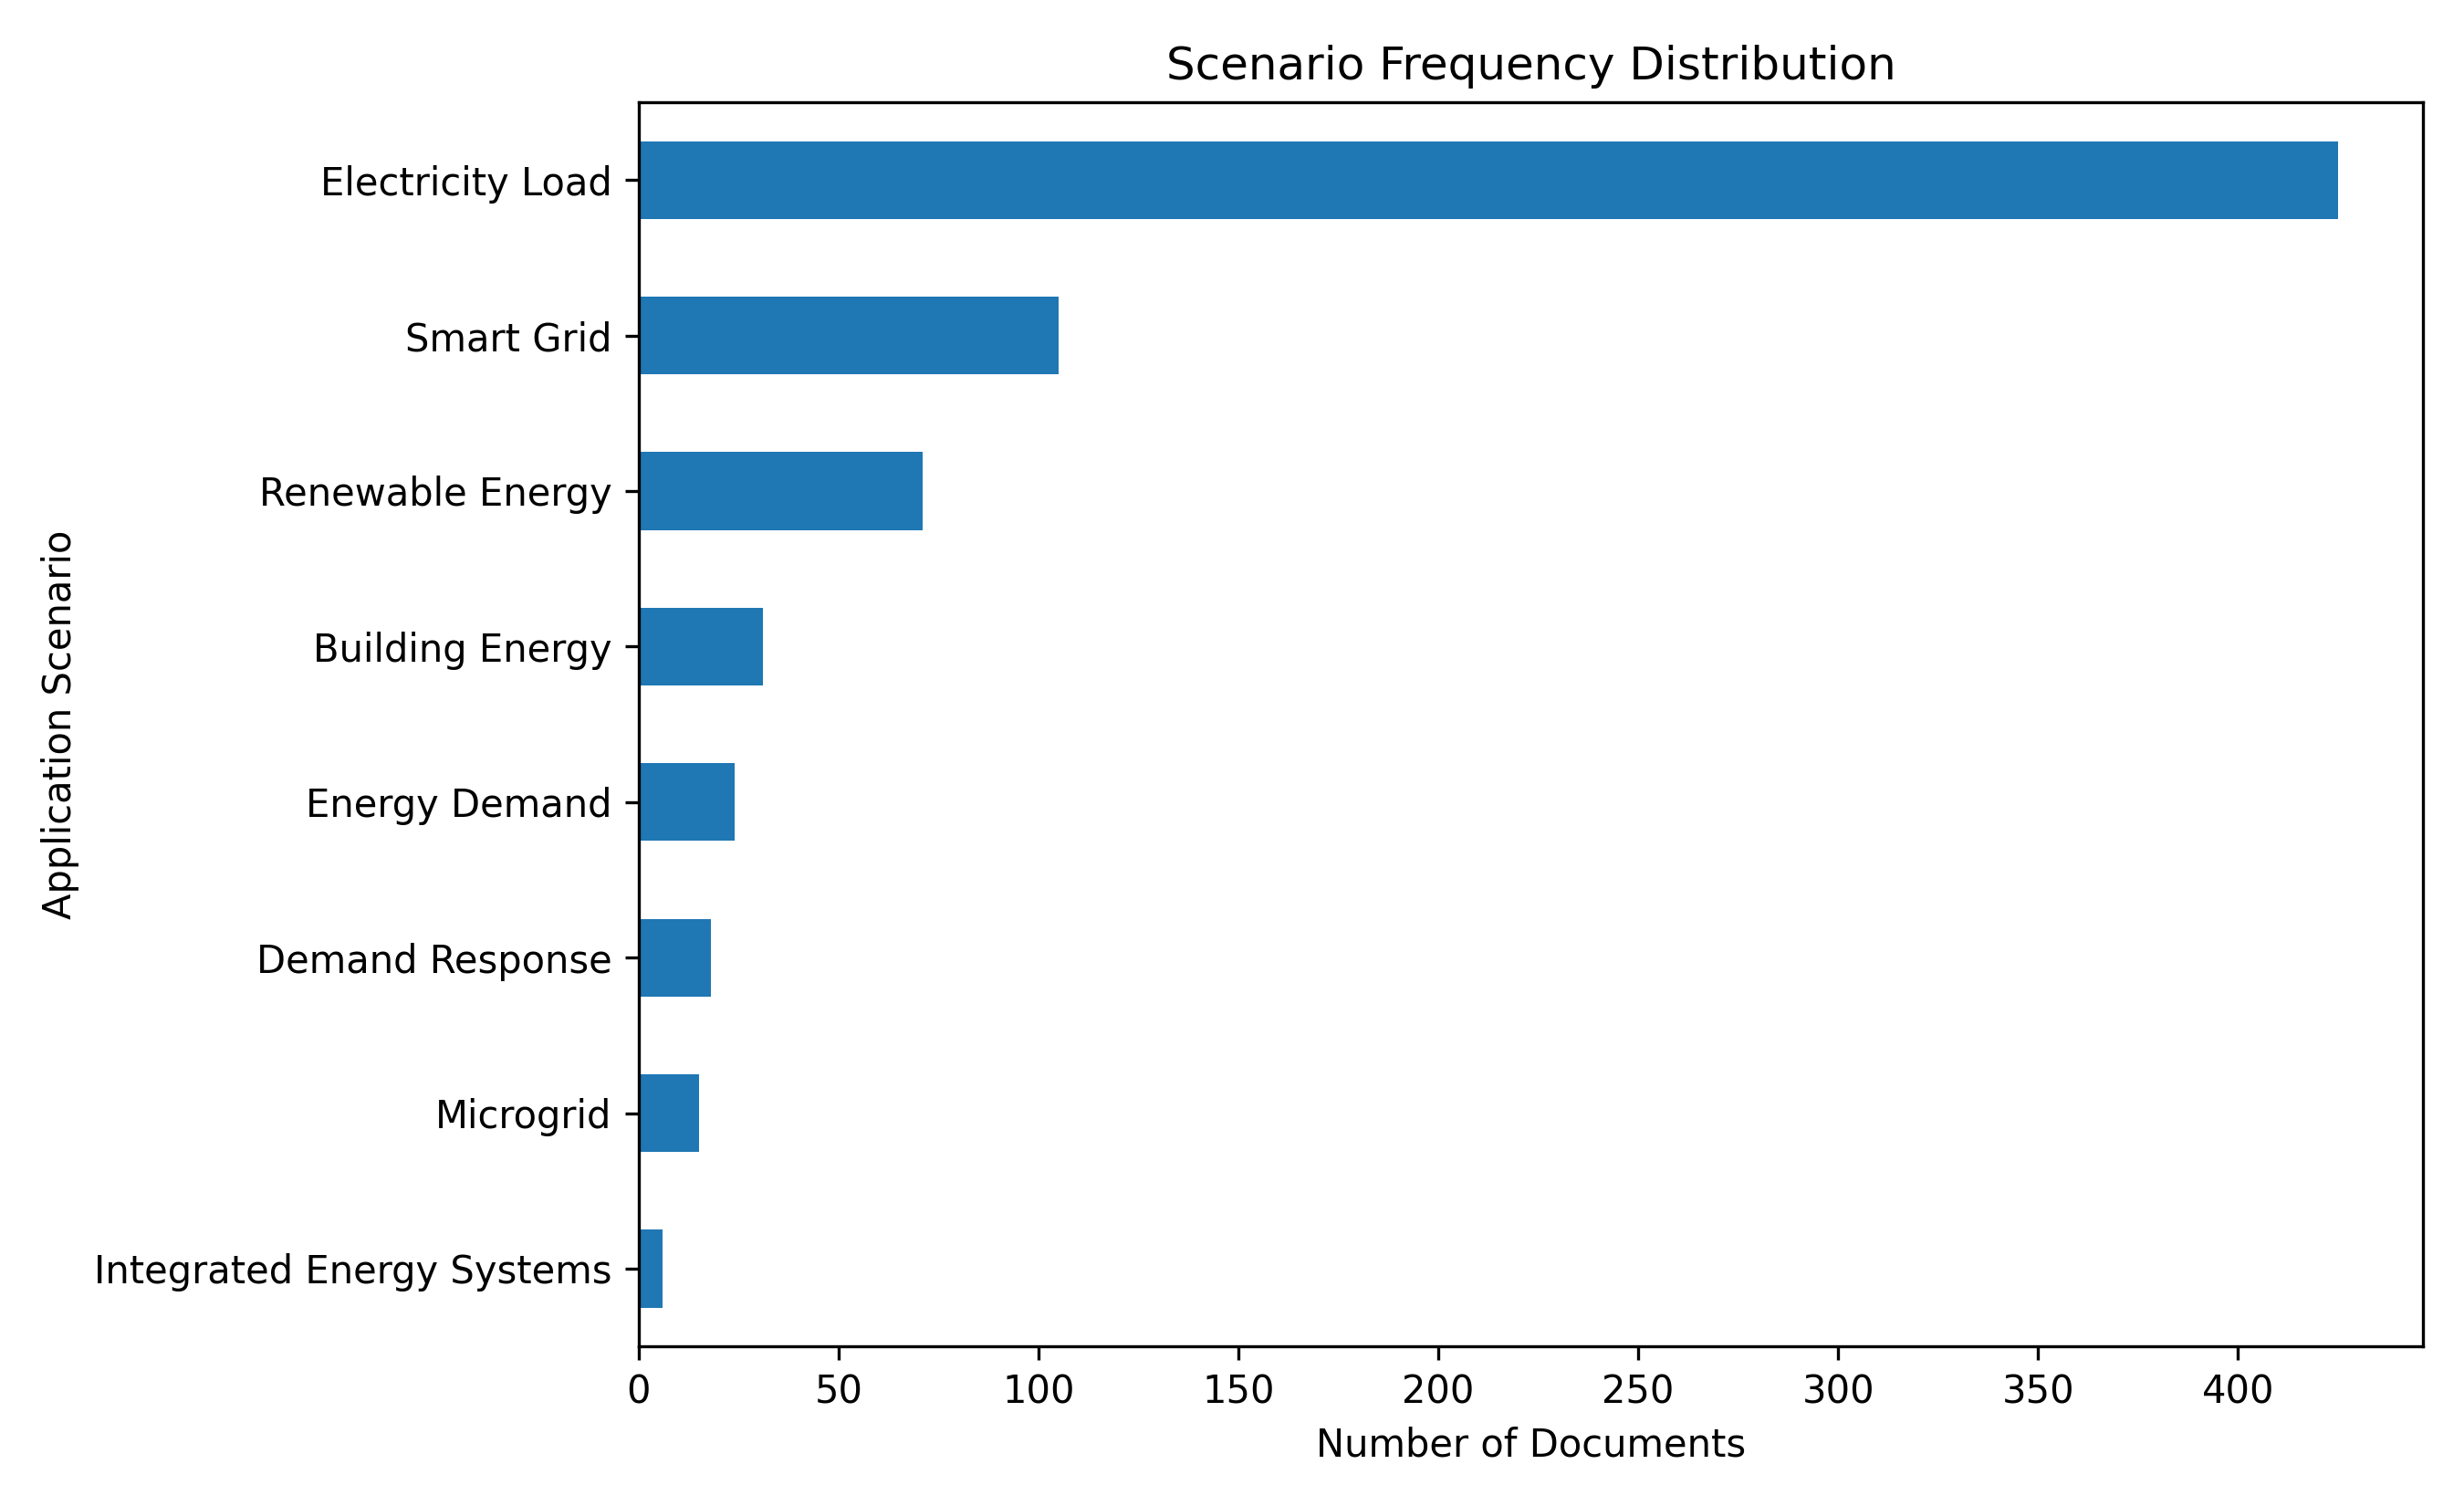 Scenario Frequency Distribution
Application Scenario
Electricity Load
Smart Grid
Renewable Energy
Building Energy
Energy Demand
Demand Response
Microgrid
Integrated Energy Systems
0 50 100 150 200 250 300 350 400
Number of Documents